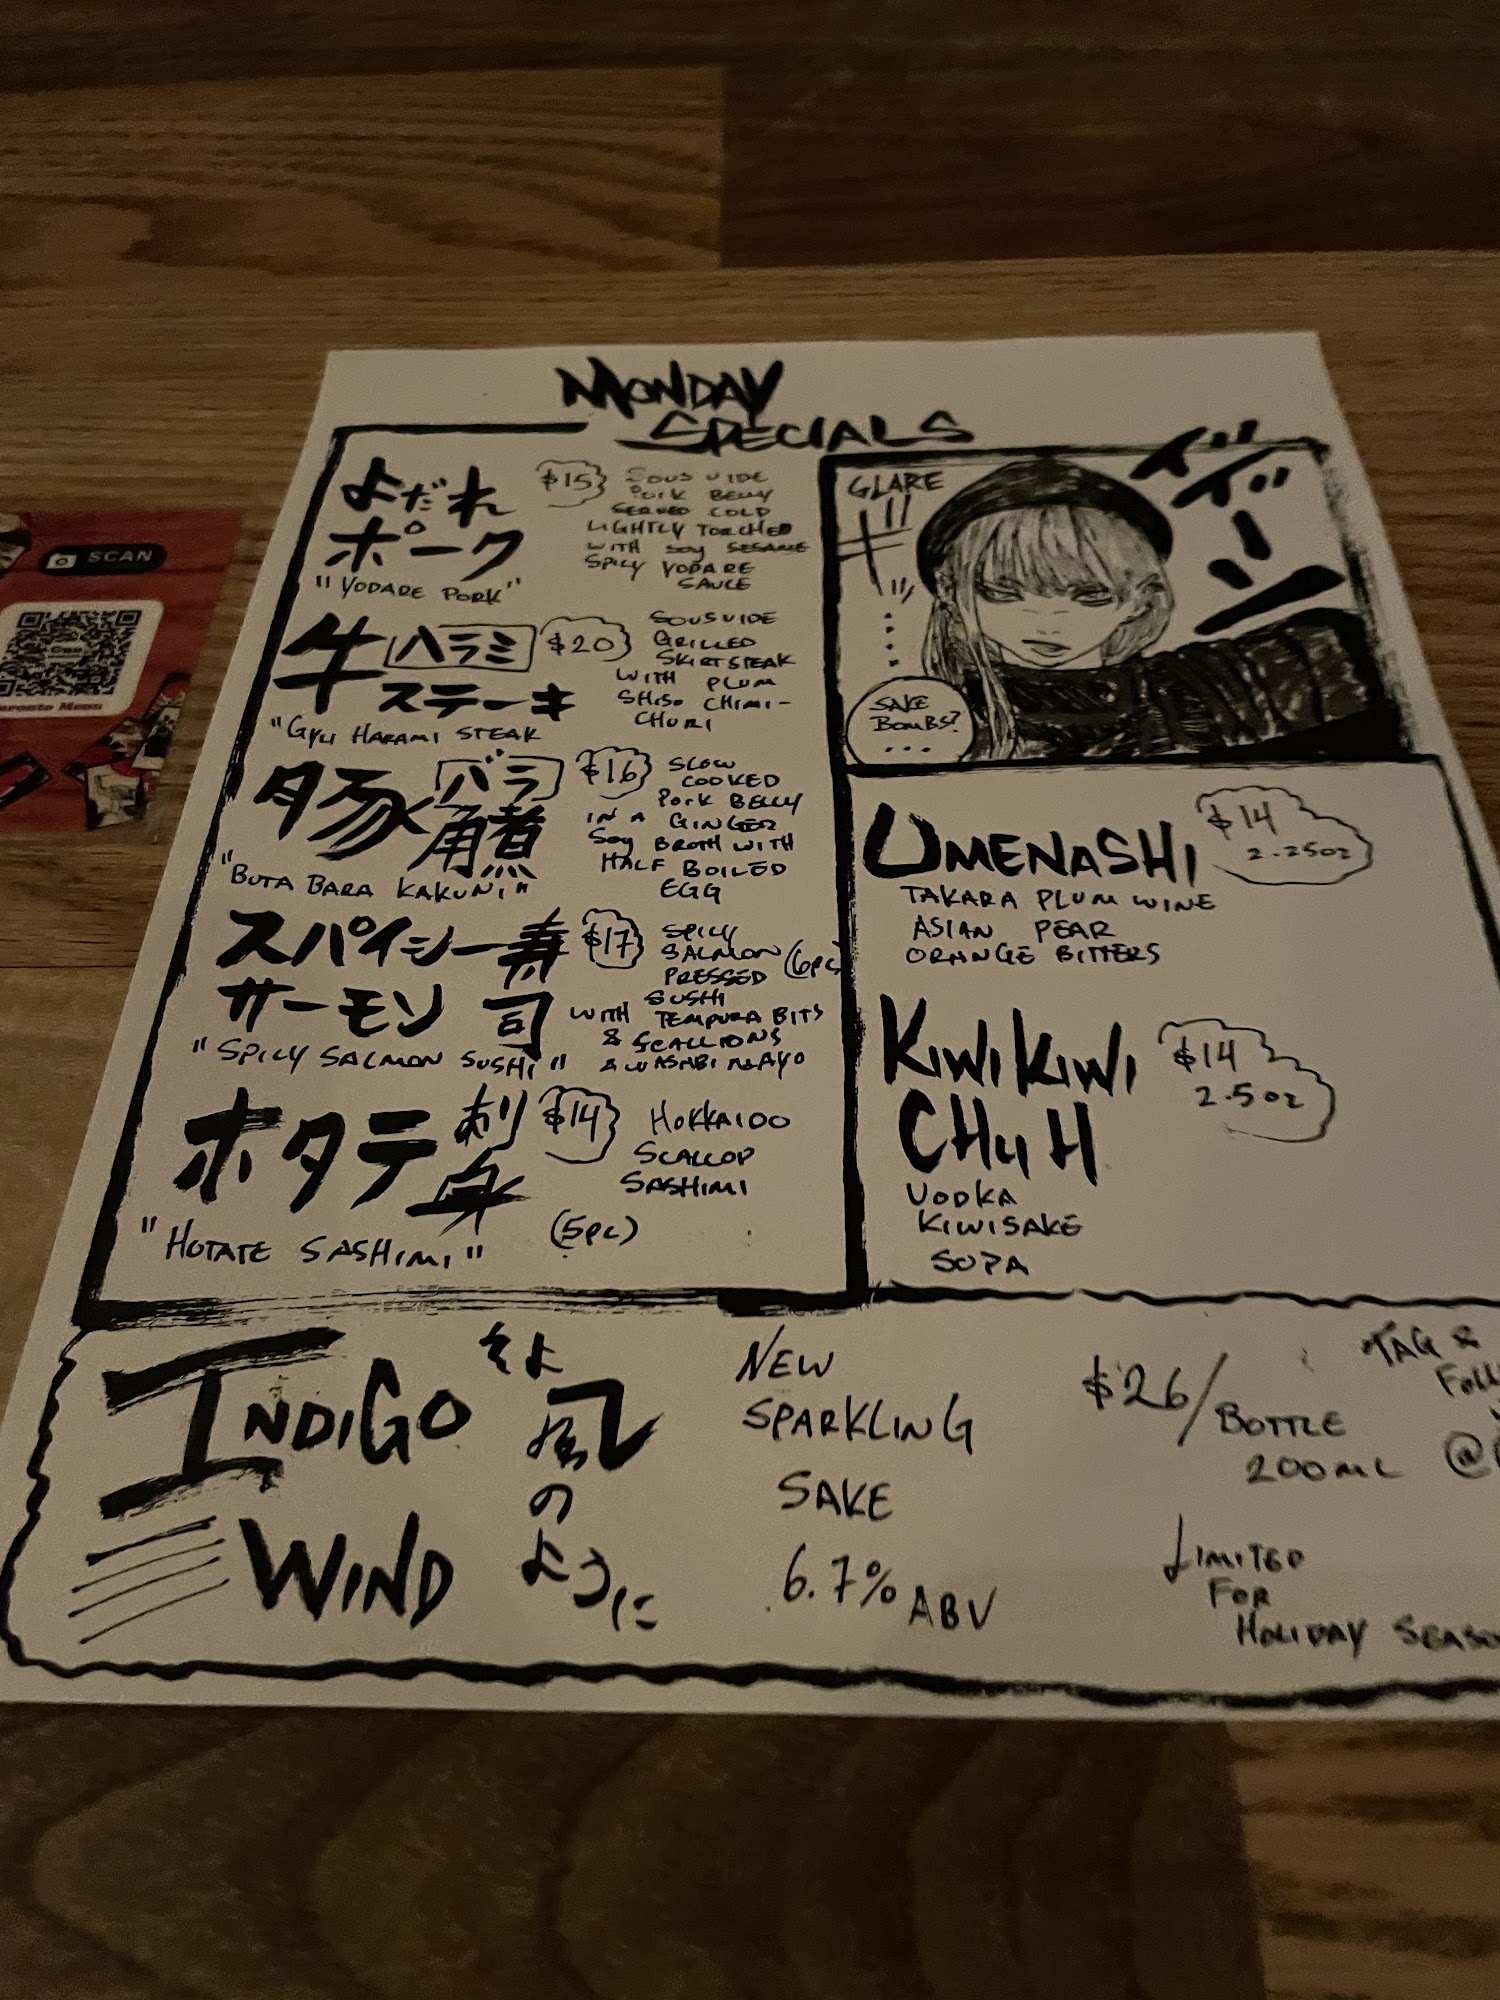 MONDAY
SPECIALS
よだれ
ポーク
"YODARE PORK"
$15
SOUS VIDE
PORK BELLY
SERVED COLD
LIGHTLY TORCHED
WITH SOY SESAME
SPICY YODARE
SAUCE
牛ハラミ
ステーキ
"GYU HARAMI STEAK
$20
SOUSVIDE
GRILLED
SKIRTSTEAK
WITH PLUM
SHISO CHIMI-
CHURI
豚バラ
"BUTA BARA KAKUNI"
$16
SLOW
COOKED
PORK BELLY
IN A GINGER
SOY BROTH WITH
HALF BOILED
EGG
スパイシー寿
サーモン 司
"SPICY SALMON SUSHI"
$17
SPICY
SALMON (6pc)
PRESSED
SUSHI
WITH TEMPURA BITS
& SCALLIONS
& WASABI MAYO
ホタテ刺身
"HOTATE SASHIMI"
$14
HOKKAIDO
SCALLOP
SASHIMI
(5pc)
GLARE
SAKE
BOMBS?
...
UMENASHI
$14
2.25oz
TAKARA PLUM WINE
ASIAN PEAR
ORANGE BITTERS
KIWIKIWI
CHUH
$14
2.5oz
VODKA
KIWISAKE
SODA
INDIGO
WIND
そよ
風
の
ように
NEW
SPARKLING
SAKE
6.7% ABV
$26/BOTTLE
200ML
TAG &
@
LIMITED
FOR
HOLIDAY SEASON
SCAN